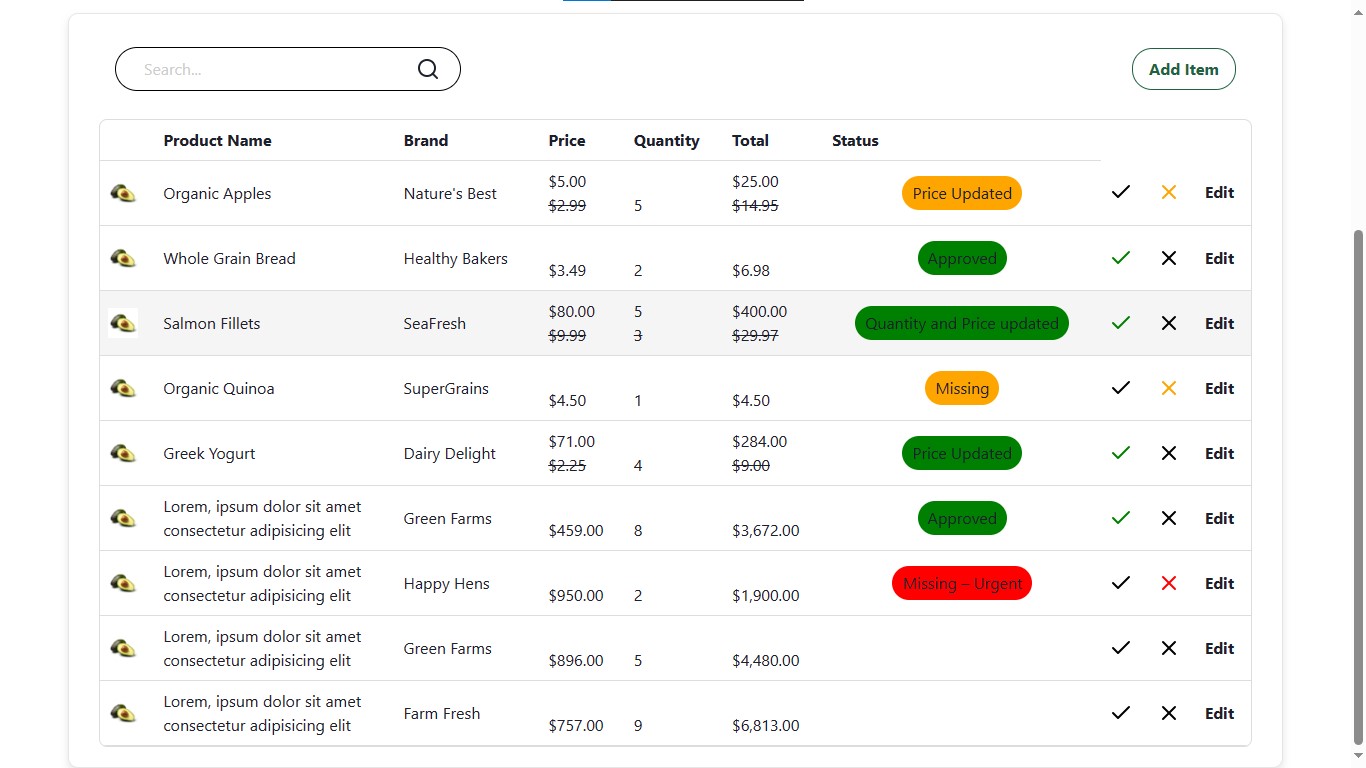 Search...
Add Item
Product Name Brand Price Quantity Total Status
$5.00 $25.00
Organic Apples Nature's Best $2.99 5 $14.95 Price Updated Edit
Whole Grain Bread Healthy Bakers $3.49 2 $6.98 Approved Edit
$80.00 5 $400.00
Salmon Fillets SeaFresh $9.99 3 $29.97 Quantity and Price updated Edit
Organic Quinoa SuperGrains $4.50 1 $4.50 Missing Edit
$71.00 $284.00
Greek Yogurt Dairy Delight $2.25 4 $9.00 Price Updated Edit
Lorem, ipsum dolor sit amet
consectetur adipisicing elit Green Farms $459.00 8 $3,672.00 Approved Edit
Lorem, ipsum dolor sit amet
consectetur adipisicing elit Happy Hens $950.00 2 $1,900.00 Missing – Urgent Edit
Lorem, ipsum dolor sit amet
consectetur adipisicing elit Green Farms $896.00 5 $4,480.00 Edit
Lorem, ipsum dolor sit amet
consectetur adipisicing elit Farm Fresh $757.00 9 $6,813.00 Edit